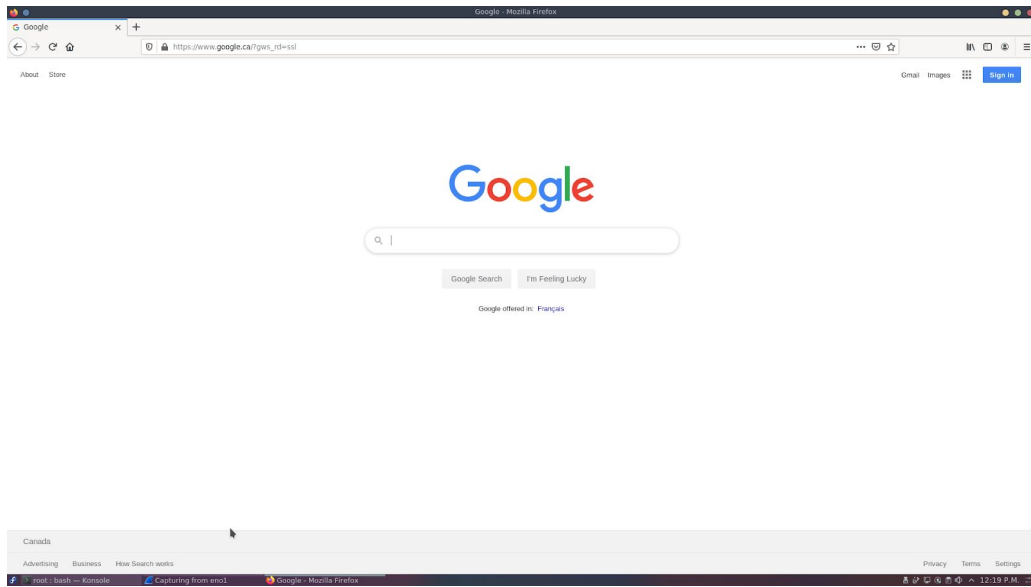 Google - Mozilla Firefox
G Google
https://www.google.ca/?gws_rd=ssl
About Store
Gmail Images Sign in
Google
Google Search I'm Feeling Lucky
Google offered in: Français
Canada
Advertising Business How Search works
Privacy Terms Settings
root : bash — Konsole Capturing from eno1 Google - Mozilla Firefox 12:19 P.M.